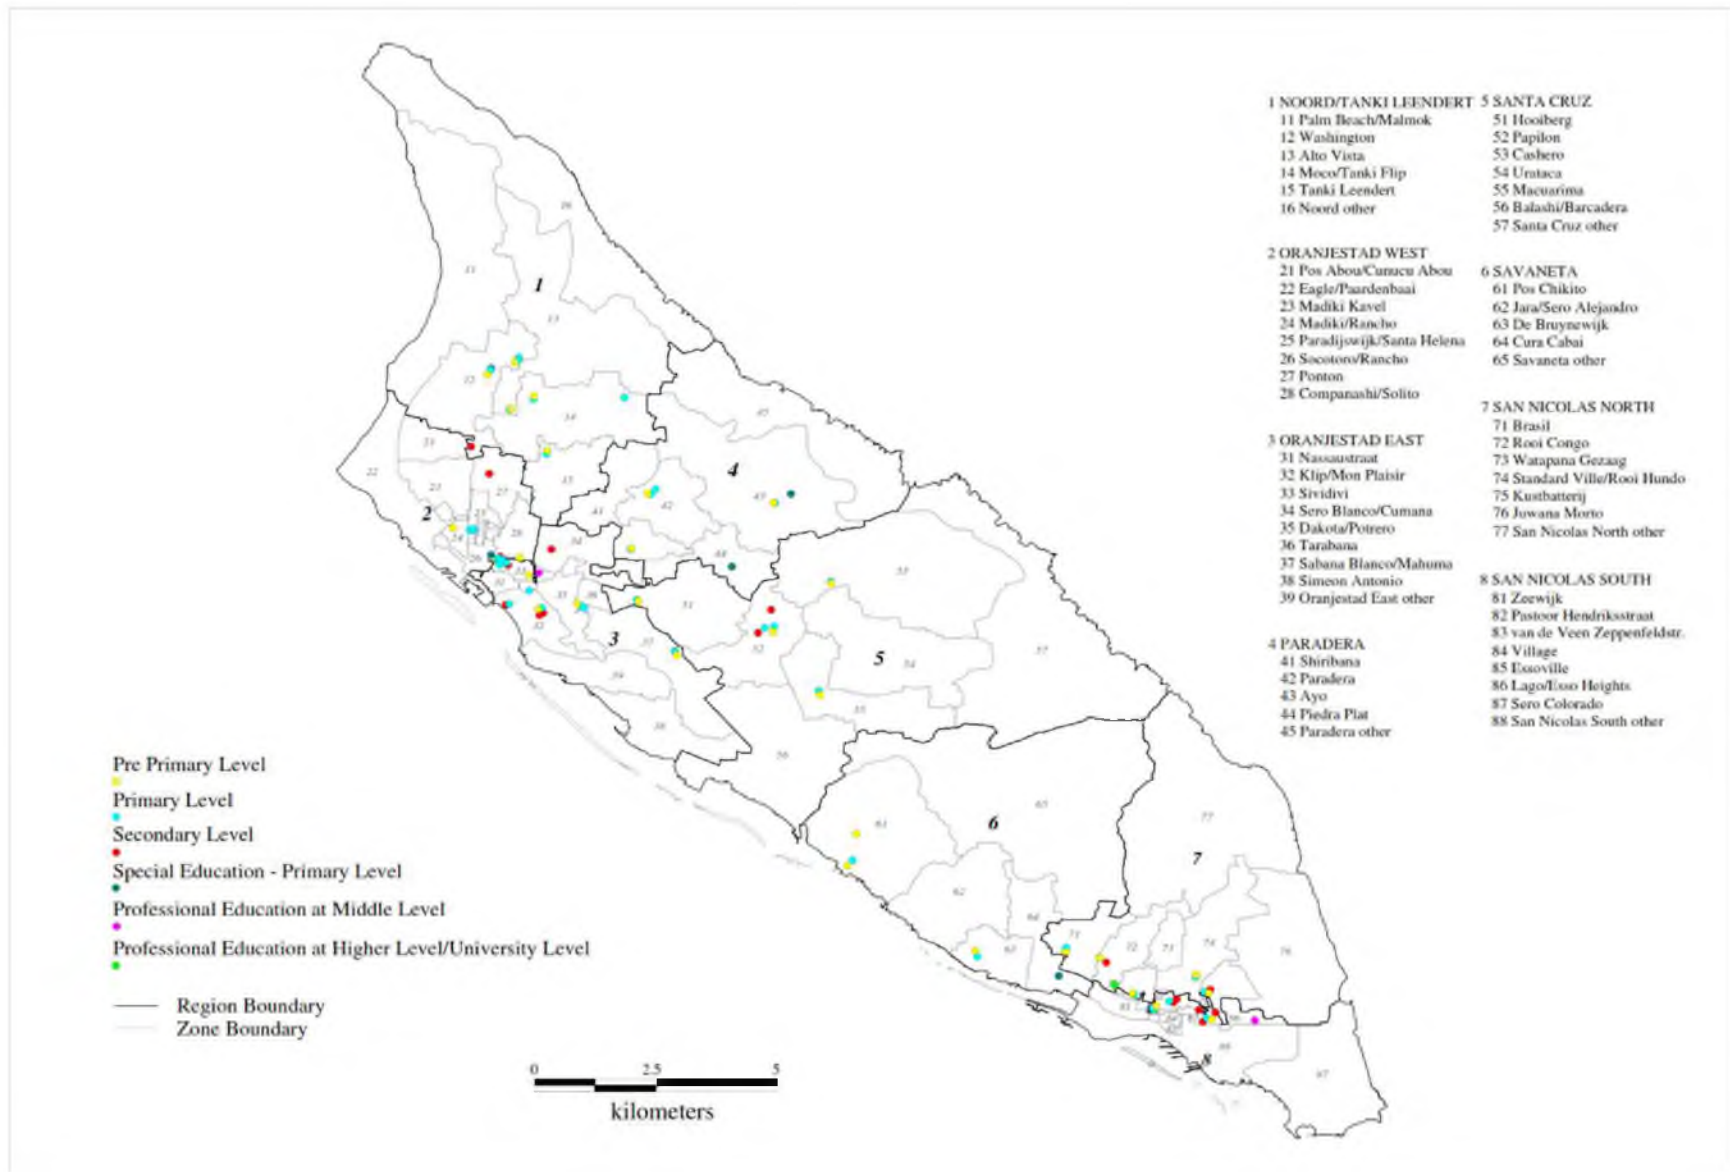 1 NOORD/TANKI LEENDERT
11 Palm Beach/Malmok
12 Washington
13 Alto Vista
14 Moco/Tanki Flip
15 Tanki Leendert
16 Noord other
2 ORANJESTAD WEST
21 Pos Abou/Cunucu Abou
22 Eagle/Paardenbaai
23 Madiki Kavel
24 Madiki/Rancho
25 Paradijswijk/Santa Helena
26 Socotoro/Rancho
27 Ponton
28 Companashi/Solito
3 ORANJESTAD EAST
31 Nassaustraat
32 Klip/Mon Plaisir
33 Sividivi
34 Sero Blanco/Cumana
35 Dakota/Potrero
36 Tarabana
37 Sabana Blanco/Mahuma
38 Simeon Antonio
39 Oranjestad East other
4 PARADERA
41 Shiribana
42 Paradera
43 Ayo
44 Piedra Plat
45 Paradera other
5 SANTA CRUZ
51 Hooiberg
52 Papilon
53 Cashero
54 Urataca
55 Macuarima
56 Balashi/Barcadera
57 Santa Cruz other
6 SAVANETA
61 Pos Chikito
62 Jara/Sero Alejandro
63 De Bruynewijk
64 Cura Cabai
65 Savaneta other
7 SAN NICOLAS NORTH
71 Brasil
72 Rooi Congo
73 Watapana Gezaag
74 Standard Ville/Rooi Hundo
75 Kustbatterij
76 Juwana Morto
77 San Nicolas North other
8 SAN NICOLAS SOUTH
81 Zeewijk
82 Pastoor Hendriksstraat
83 van de Veen Zeppenfeldstr.
84 Village
85 Essoville
86 Lago/Esso Heights
87 Sero Colorado
88 San Nicolas South other
1
2
3
4
5
6
7
8
Pre Primary Level
Primary Level
Secondary Level
Special Education - Primary Level
Professional Education at Middle Level
Professional Education at Higher Level/University Level
Region Boundary
Zone Boundary
0 2.5 5
kilometers